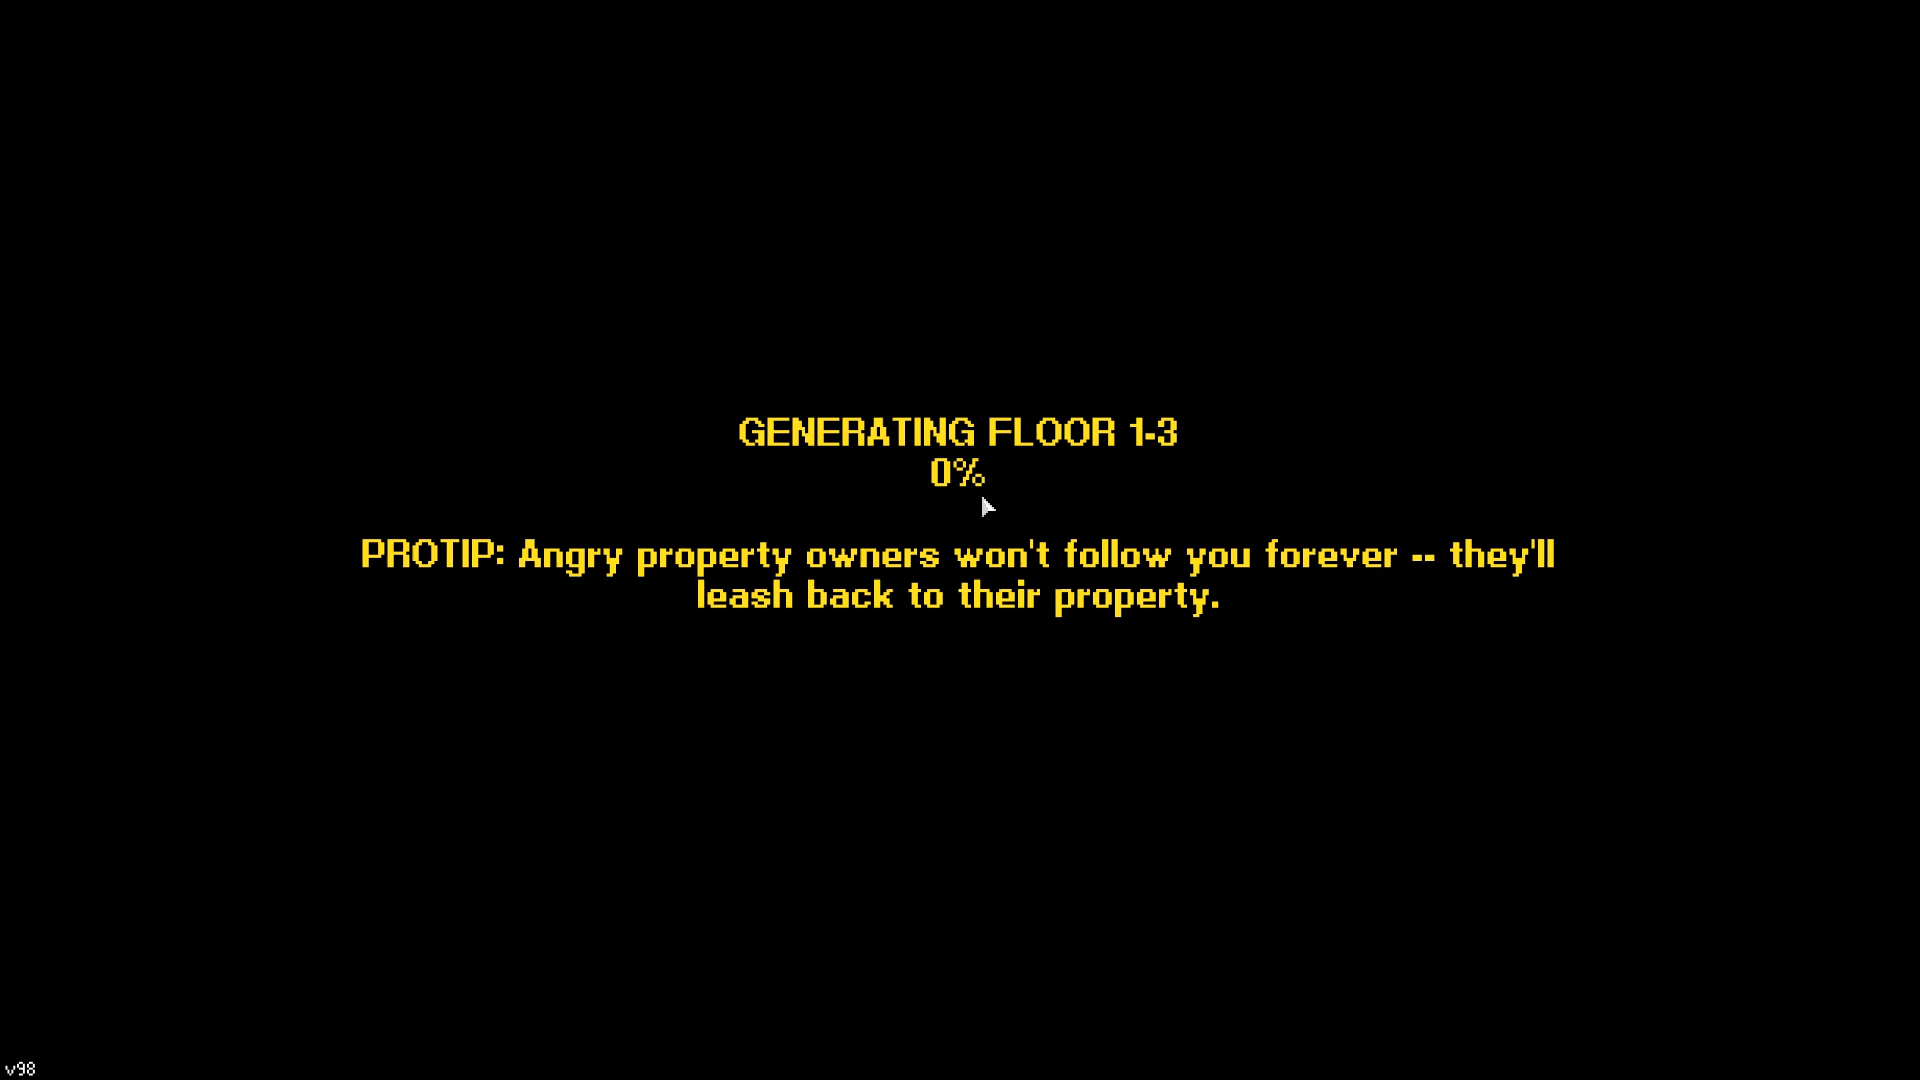 GENERATING FLOOR 1-3
0%
PROTIP: Angry property owners won't follow you forever -- they'll
leash back to their property.
v98